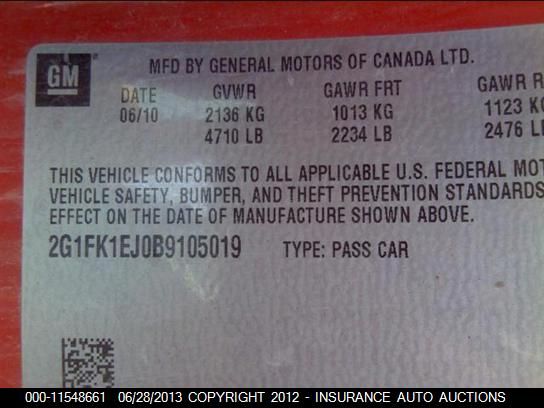 GM
MFD BY GENERAL MOTORS OF CANADA LTD.
DATE GVWR GAWR FRT GAWR R
06/10 2136 KG 1013 KG 1123 KG
4710 LB 2234 LB 2476 L
THIS VEHICLE CONFORMS TO ALL APPLICABLE U.S. FEDERAL MOT
VEHICLE SAFETY, BUMPER, AND THEFT PREVENTION STANDARDS
EFFECT ON THE DATE OF MANUFACTURE SHOWN ABOVE.
2G1FK1EJ0B9105019 TYPE: PASS CAR
000-11548661 06/28/2013 COPYRIGHT 2012 - INSURANCE AUTO AUCTIONS